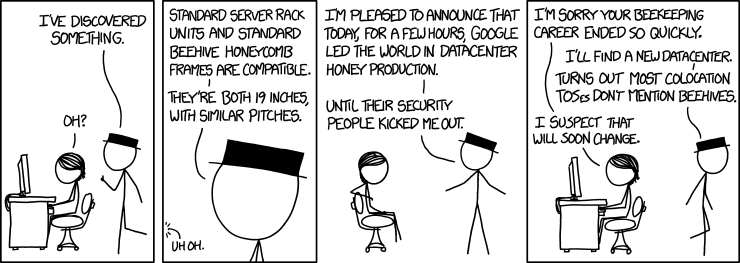 I'VE DISCOVERED
SOMETHING.
OH?
STANDARD SERVER RACK
UNITS AND STANDARD
BEEHIVE HONEYCOMB
FRAMES ARE COMPATIBLE.
THEY'RE BOTH 19 INCHES,
WITH SIMILAR PITCHES.
UH OH.
I'M PLEASED TO ANNOUNCE THAT
TODAY, FOR A FEW HOURS, GOOGLE
LED THE WORLD IN DATACENTER
HONEY PRODUCTION.
UNTIL THEIR SECURITY
PEOPLE KICKED ME OUT.
I'M SORRY YOUR BEEKEEPING
CAREER ENDED SO QUICKLY.
I'LL FIND A NEW DATACENTER.
TURNS OUT MOST COLOCATION
TOSes DON'T MENTION BEEHIVES.
I SUSPECT THAT
WILL SOON CHANGE.